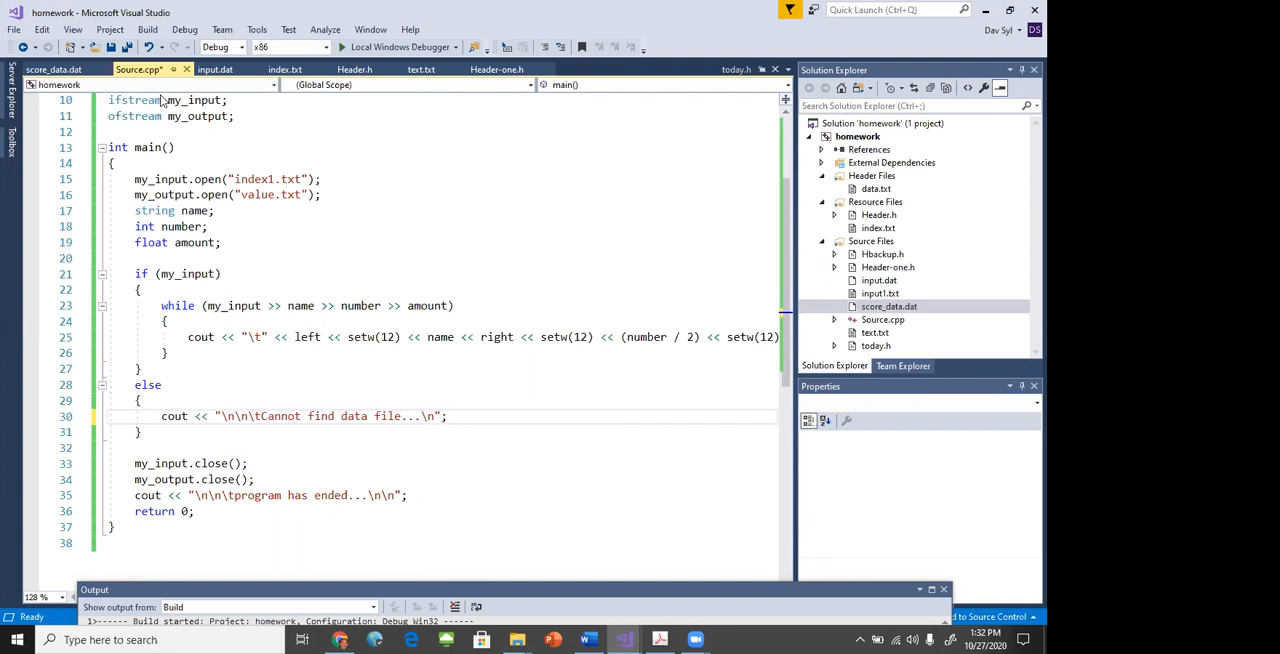 homework - Microsoft Visual Studio
Quick Launch (Ctrl+Q)
File Edit View Project Build Debug Team Tools Test Analyze Window Help
Dav Syl DS
Debug x86 Local Windows Debugger
score_data.dat Source.cpp* input.dat index.txt Header.h text.txt Header-one.h today.h
homework (Global Scope) main()
10 ifstream my_input;
11 ofstream my_output;
12
13 int main()
14 {
15 my_input.open("index1.txt");
16 my_output.open("value.txt");
17 string name;
18 int number;
19 float amount;
20
21 if (my_input)
22 {
23 while (my_input >> name >> number >> amount)
24 {
25 cout << "\t" << left << setw(12) << name << right << setw(12) << (number / 2) << setw(12)
26 }
27 }
28 else
29 {
30 cout << "\n\n\tCannot find data file...\n";
31 }
32
33 my_input.close();
34 my_output.close();
35 cout << "\n\n\tprogram has ended...\n\n";
36 return 0;
37 }
38
128 %
Server Explorer
Toolbox
Solution Explorer
Search Solution Explorer (Ctrl+;)
Solution 'homework' (1 project)
homework
References
External Dependencies
Header Files
data.txt
Resource Files
Header.h
index.txt
Source Files
Hbackup.h
Header-one.h
input.dat
input1.txt
score_data.dat
Source.cpp
text.txt
today.h
Solution Explorer Team Explorer
Properties
Output
Show output from: Build
1>------ Build started: Project: homework, Configuration: Debug Win32 ------
Ready
d to Source Control
Type here to search
1:32 PM
10/27/2020